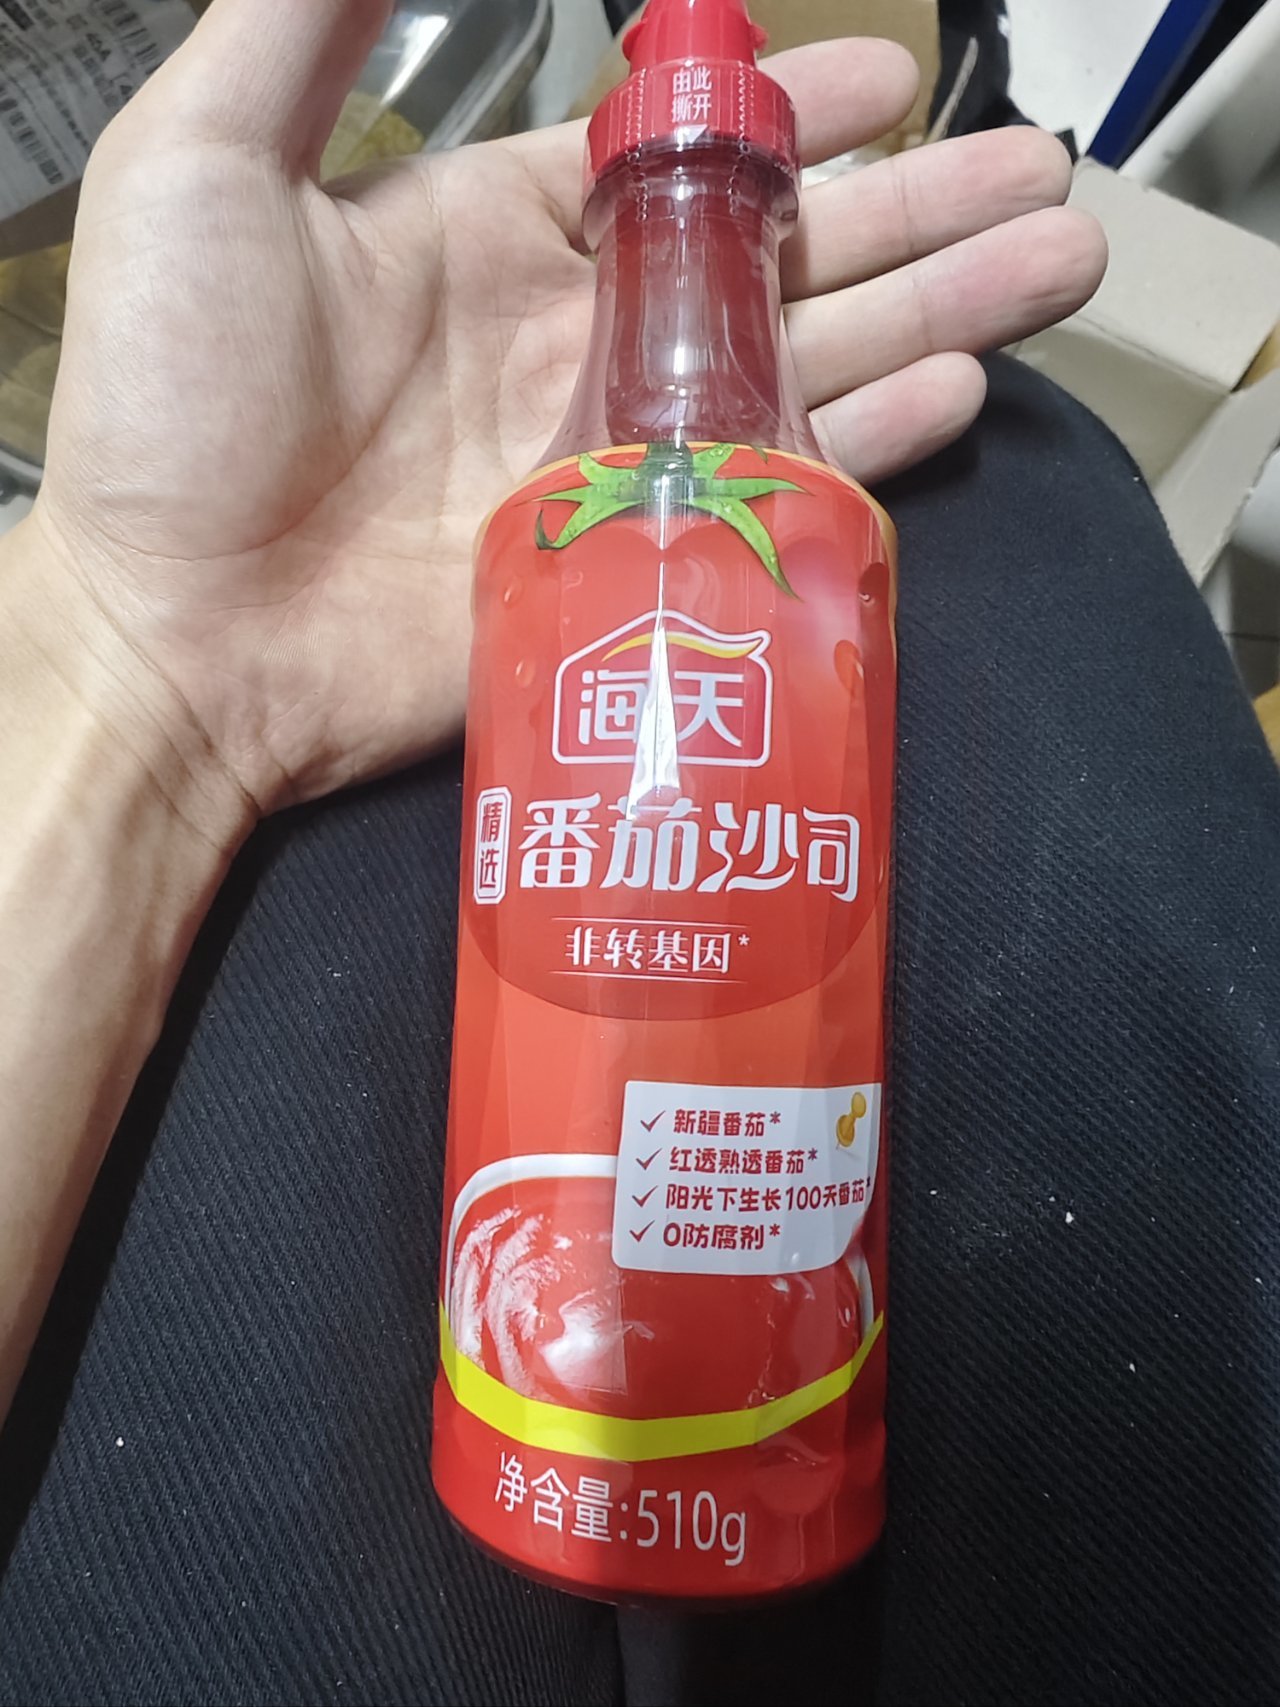 由此
撕开
海天
精选
番茄沙司
非转基因*
✓ 新疆番茄*
✓ 红透熟透番茄*
✓ 阳光下生长100天番茄*
✓ 0防腐剂*
净含量:510g